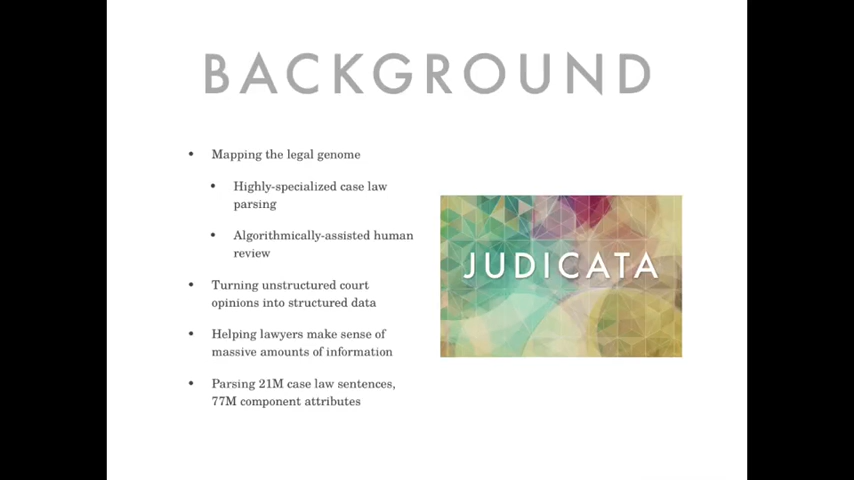 BACKGROUND
• Mapping the legal genome
• Highly-specialized case law
parsing
• Algorithmically-assisted human
review
• Turning unstructured court
opinions into structured data
• Helping lawyers make sense of
massive amounts of information
• Parsing 21M case law sentences,
77M component attributes
JUDICATA